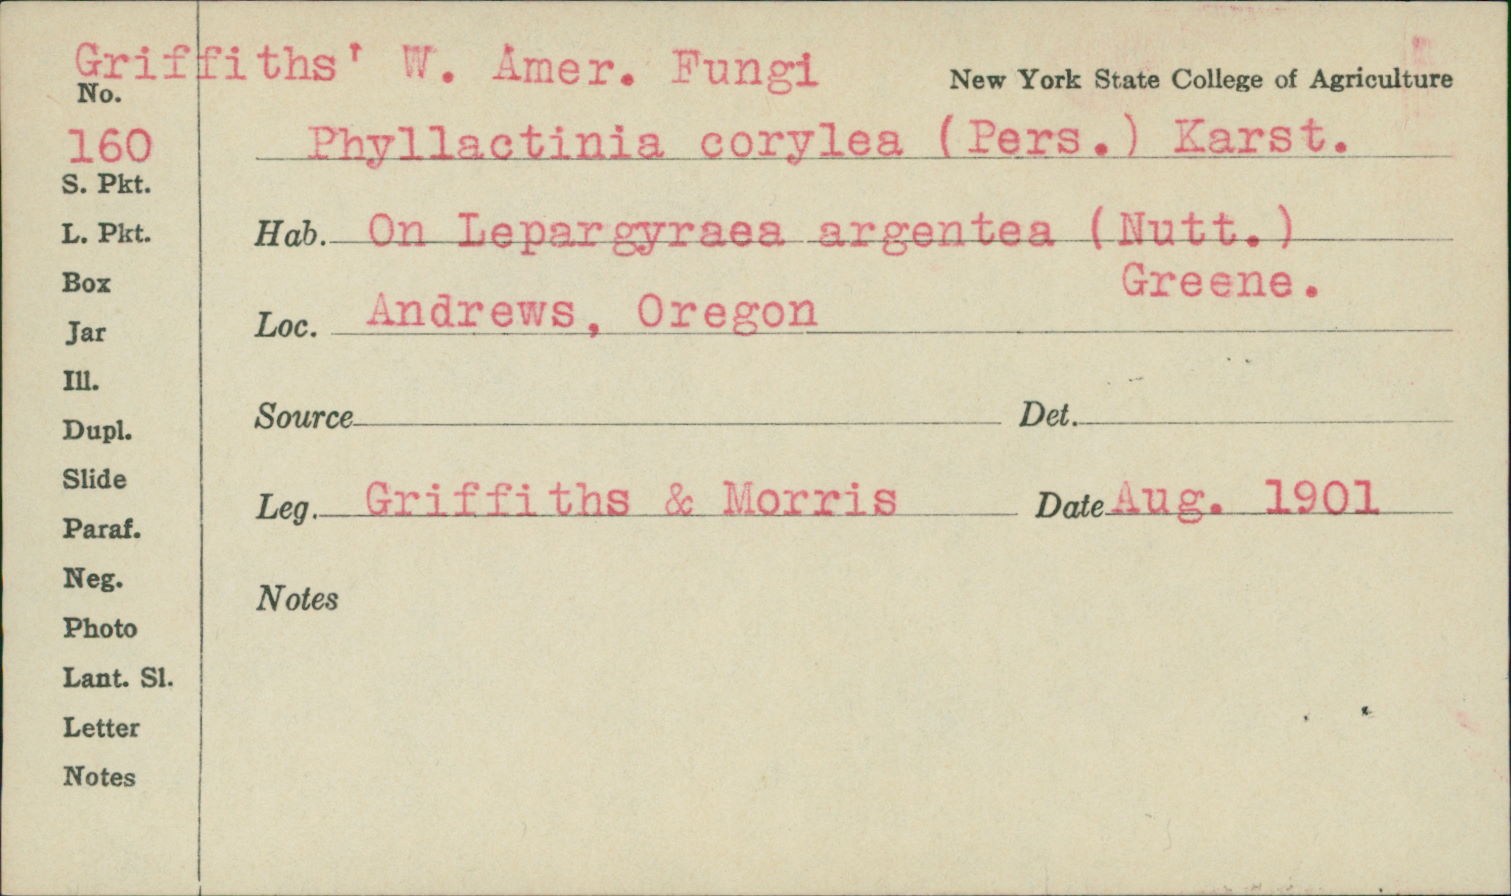 Griffiths' W. Amer. Fungi
New York State College of Agriculture
No.
160
Phyllactinia corylea (Pers.) Karst.
S. Pkt.
L. Pkt.
Hab. On Lepargyraea argentea (Nutt.)
Greene.
Box
Loc. Andrews, Oregon
Jar
Ill.
Source Det.
Dupl.
Slide
Leg. Griffiths & Morris Date Aug. 1901
Paraf.
Neg.
Notes
Photo
Lant. Sl.
Letter
Notes